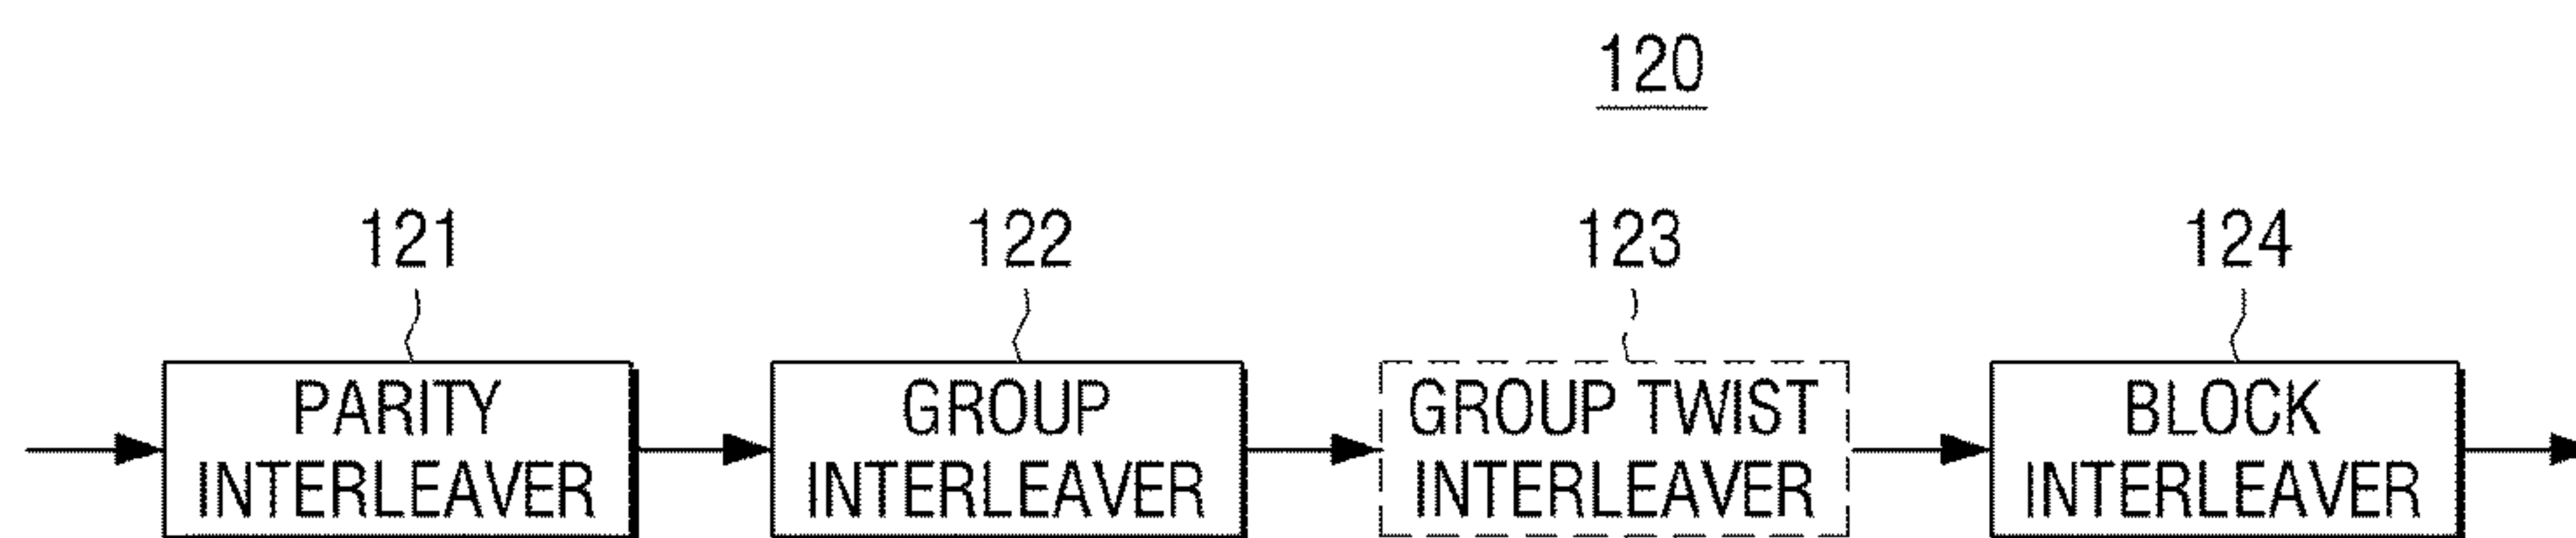 120
121
122
123
124
PARITY
INTERLEAVER
GROUP
INTERLEAVER
GROUP TWIST
INTERLEAVER
BLOCK
INTERLEAVER